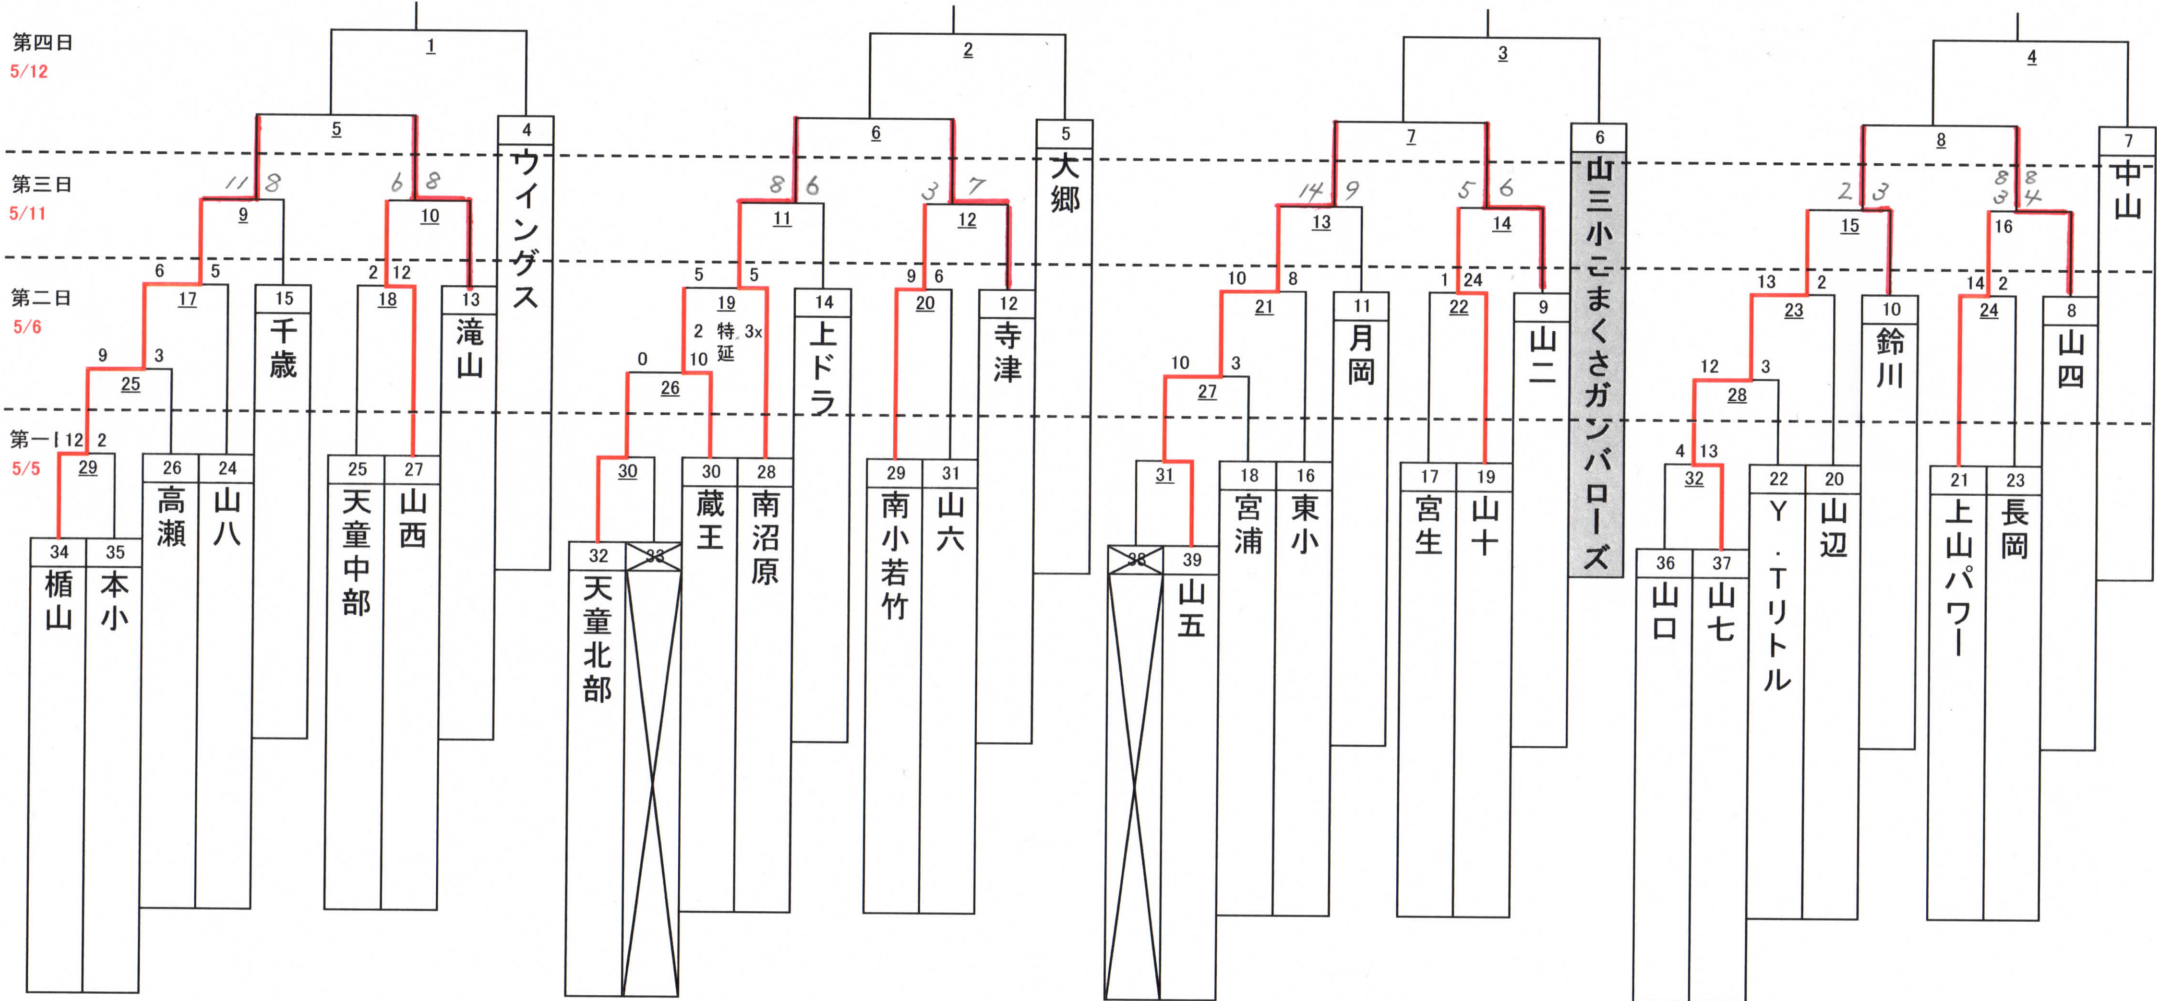 第四日
5/12
1
2
3
4
4
ウイングス
5
大郷
6
山三小こまくさガンバローズ
7
中山
5
6
7
8
第三日
5/11
11 8
9
6 8
10
8 6
11
3 7
12
14 9
13
5 6
14
2 3
15
8 8
3 4
16
第二日
5/6
6 5
17
2 12
18
5 5
19
2 特 3x
延
9 6
20
10 8
21
1 24
22
13 2
23
14 2
24
15
千歳
13
滝山
14
上ドラ
12
寺津
11
月岡
9
山二
10
鈴川
8
山四
9 3
25
0 10
26
10 3
27
12 3
28
第一
5/5
12 2
29
30
31
4 13
32
26
高瀬
24
山八
25
天童中部
27
山西
30
蔵王
28
南沼原
29
南小若竹
31
山六
18
宮浦
16
東小
17
宮生
19
山十
22
Y.Tリトル
20
山辺
21
上山パワー
23
長岡
34
楯山
35
本小
32
天童北部
33
38
39
山五
36
山口
37
山七